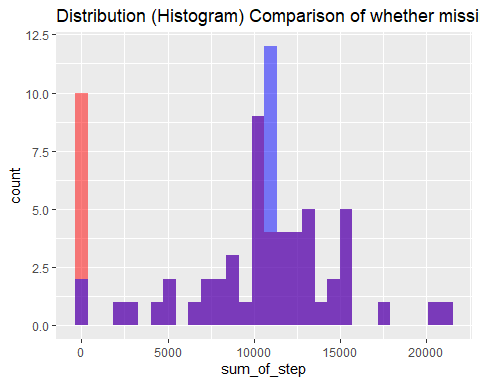 Distribution (Histogram) Comparison of whether missi
12.5
10.0
7.5
5.0
2.5
0.0
count
0 5000 10000 15000 20000
sum_of_step